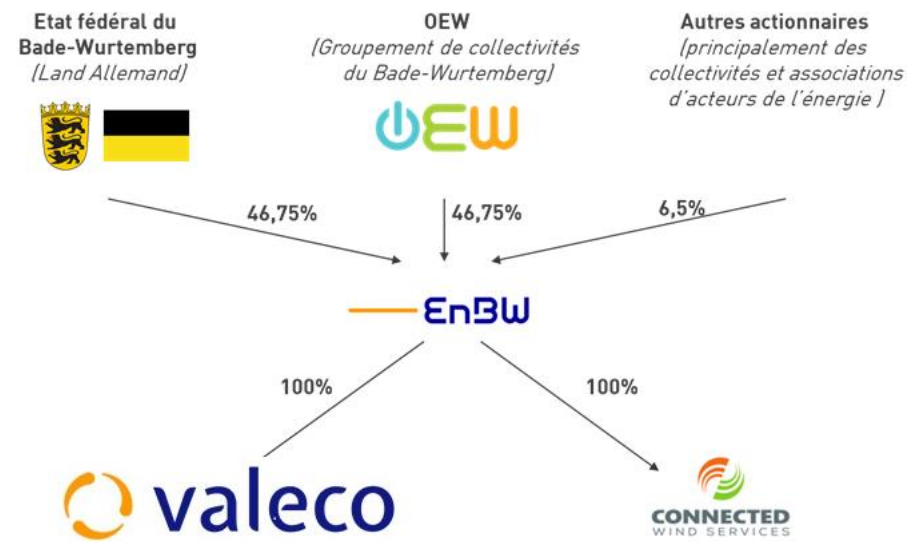 Etat fédéral du
Bade-Wurtemberg
(Land Allemand)
OEW
(Groupement de collectivités
du Bade-Wurtemberg)
OEW
Autres actionnaires
(principalement des
collectivités et associations
d'acteurs de l'énergie )
46,75%
46,75%
6,5%
EnBW
100%
100%
valeco
CONNECTED
WIND SERVICES